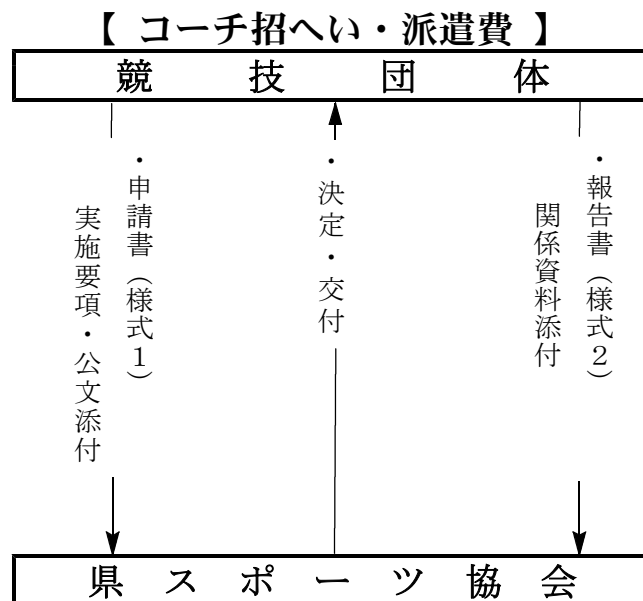 【 コーチ招へい・派遣費 】
競技団体
・申請書（様式１）
実施要項・公文添付
・決定・交付
・報告書（様式２）
関係資料添付
県スポーツ協会